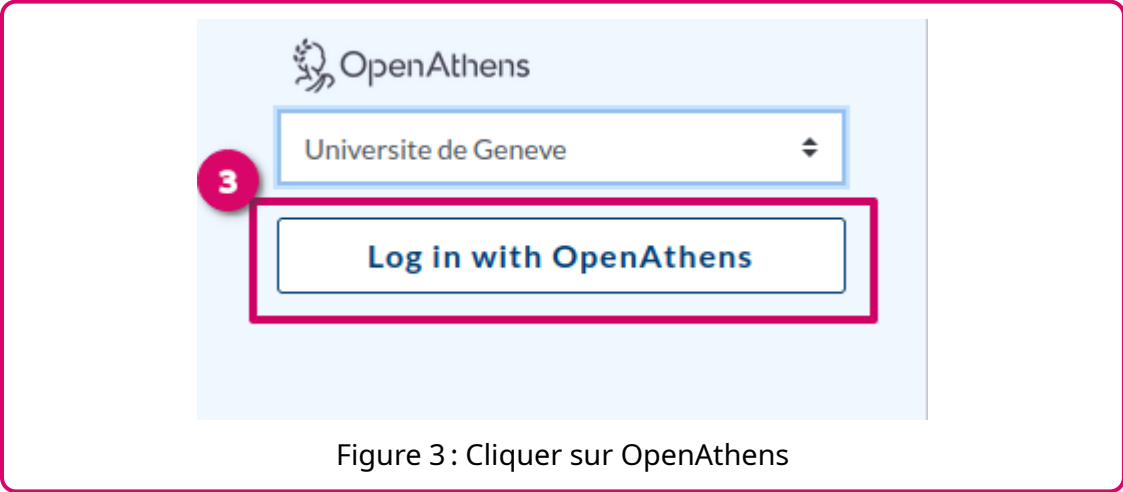 OpenAthens
Universite de Geneve
3
Log in with OpenAthens
Figure 3 : Cliquer sur OpenAthens